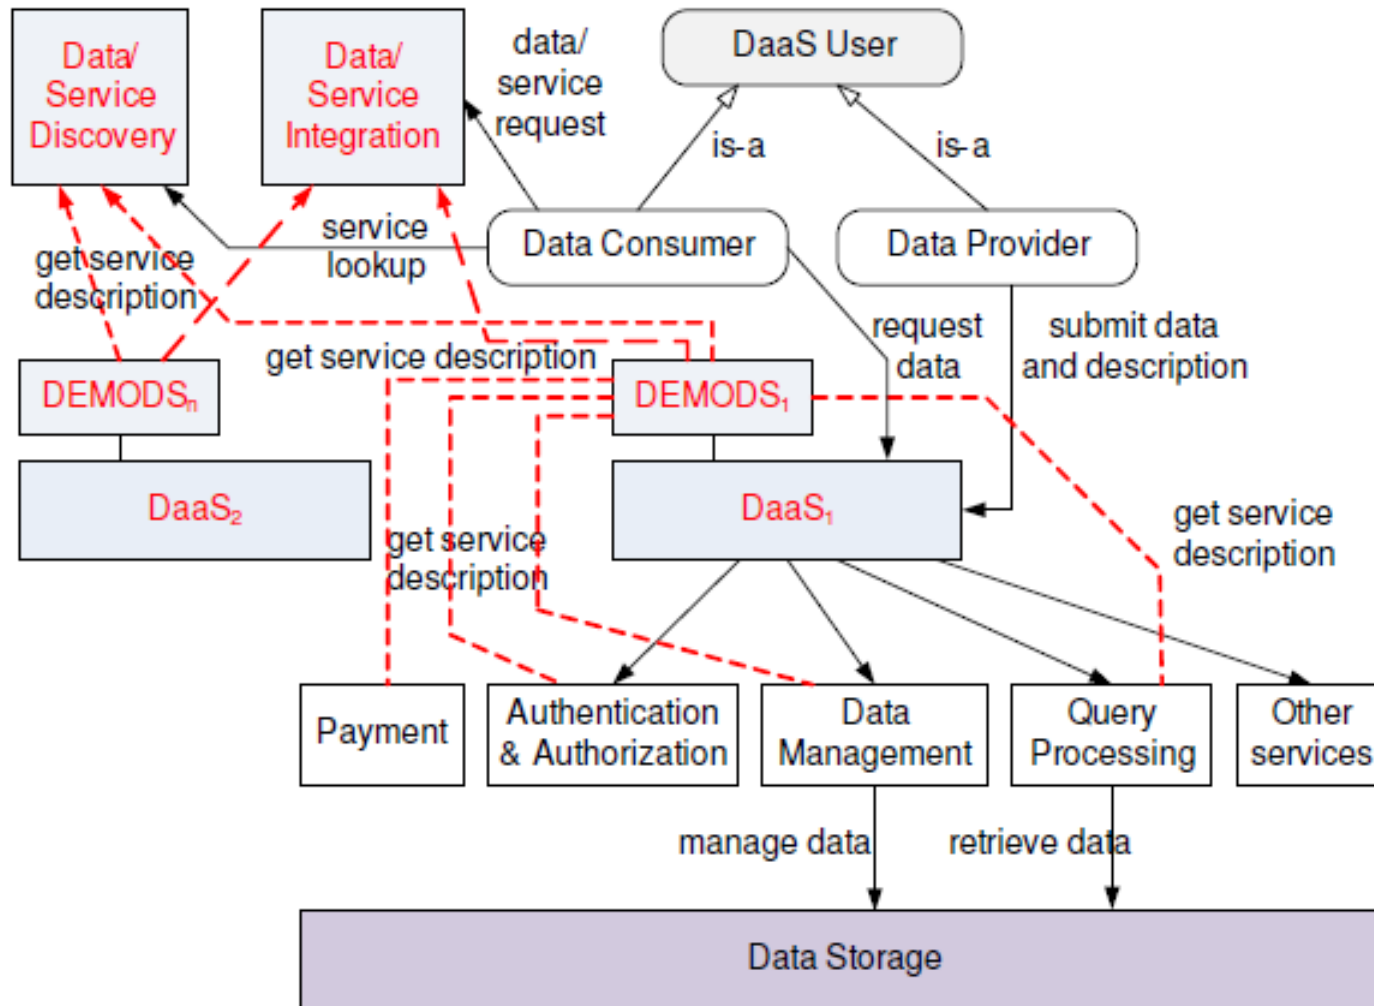 Data/
Service
Discovery
Data/
Service
Integration
data/
service
request
DaaS User
is-a
is-a
service
lookup
Data Consumer
Data Provider
get service
description
request
data
submit data
and description
get service description
DEMODSₙ
DEMODS₁
DaaS₂
DaaS₁
get service
description
get service
description
Payment
Authentication
& Authorization
Data
Management
Query
Processing
Other
services
manage data
retrieve data
Data Storage